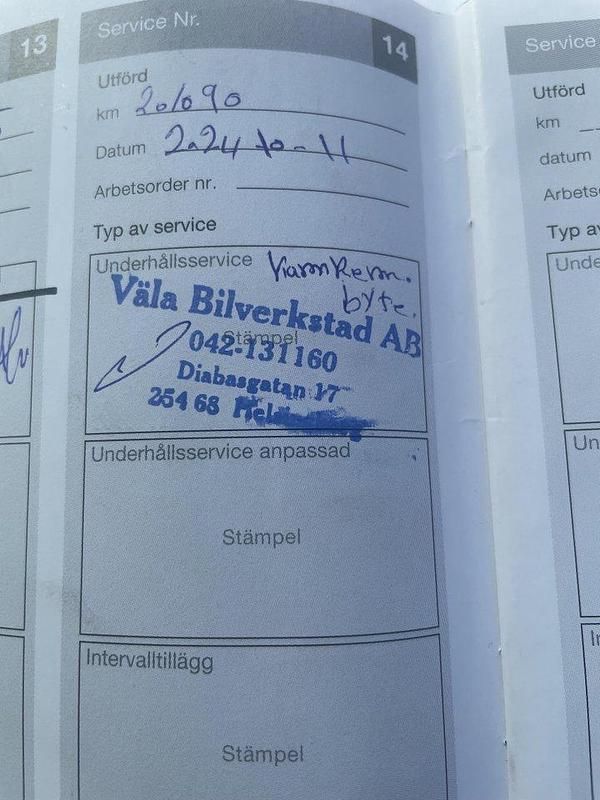 13
Service Nr.
14
Utförd
km 201090
Datum 2024 10-11
Arbetsorder nr.
Typ av service
Underhållsservice Kamrem.
byte.
Väla Bilverkstad AB
Stämpel
042-131160
Diabasgatan 17
254 68
Underhållsservice anpassad
Stämpel
Intervalltillägg
Stämpel
Service
Utförd
km
datum
Arbets
Typ av
Unde
Un
In